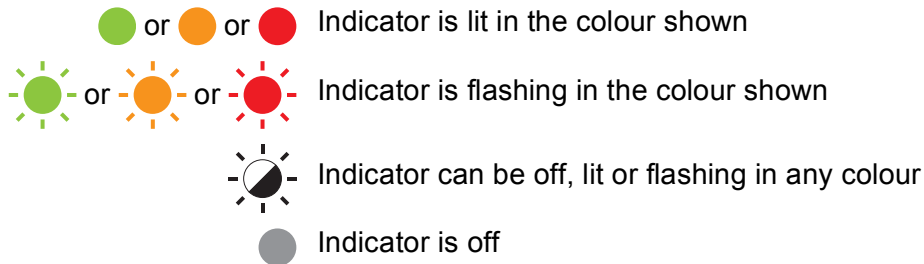 or or Indicator is lit in the colour shown
or or Indicator is flashing in the colour shown
Indicator can be off, lit or flashing in any colour
Indicator is off